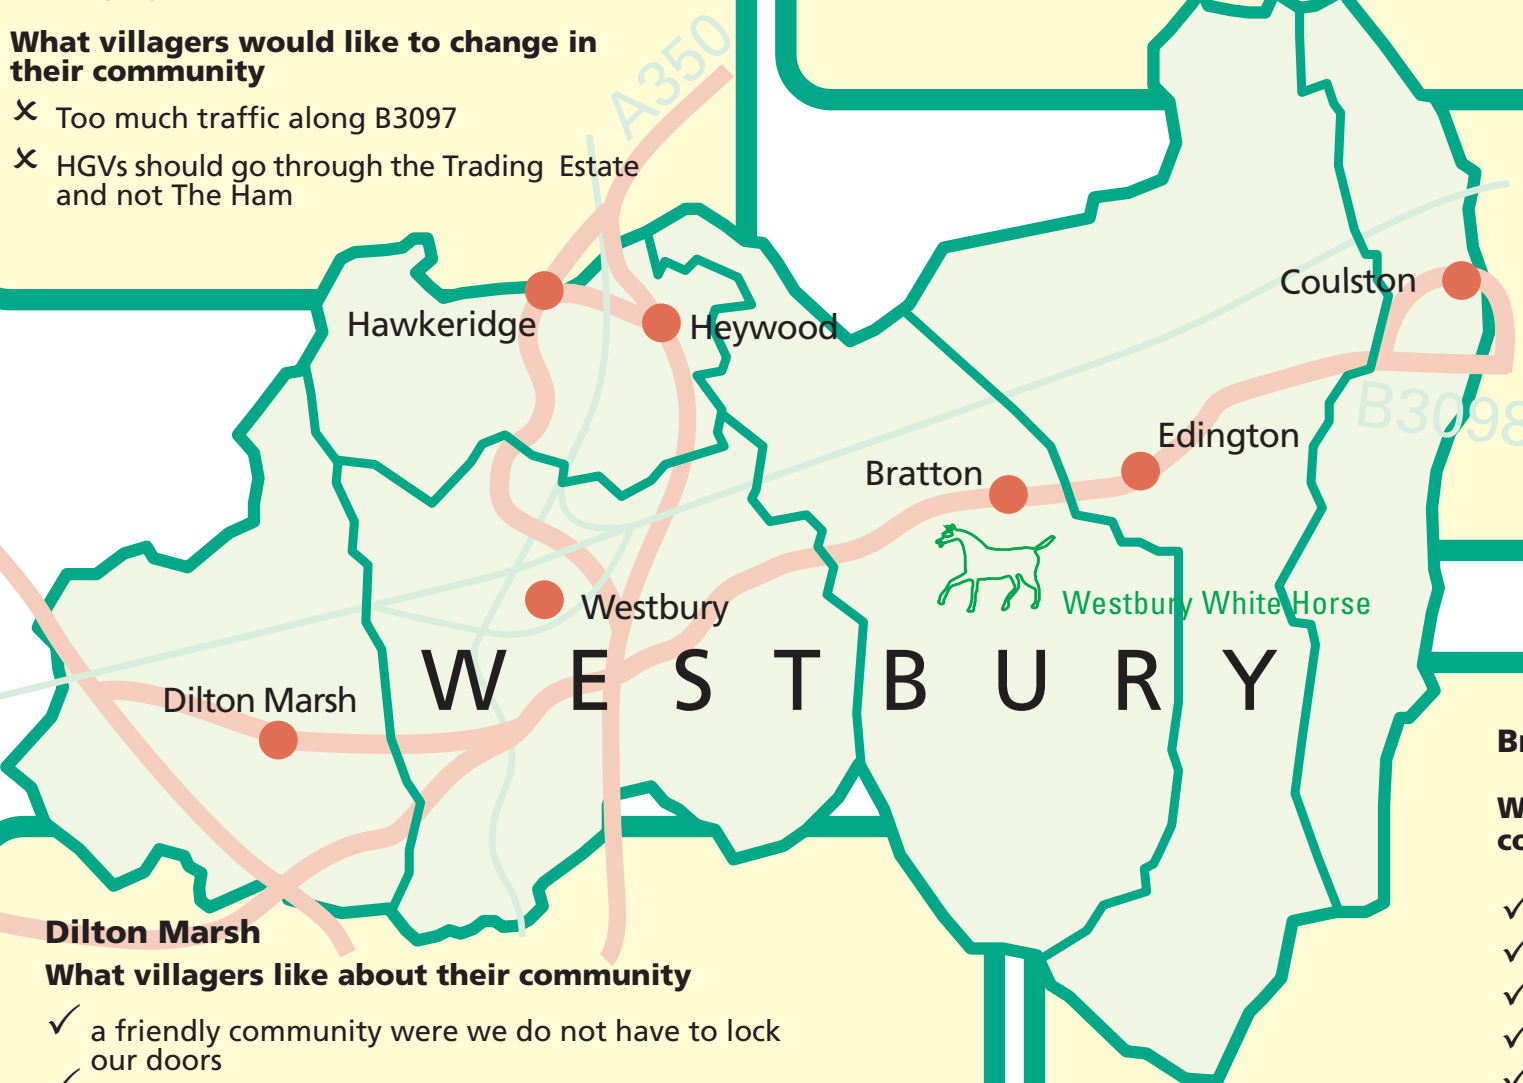 What villagers would like to change in
their community
✗ Too much traffic along B3097
✗ HGVs should go through the Trading Estate
and not The Ham
A350
Hawkeridge
Heywood
Coulston
B3098
Edington
Bratton
Westbury White Horse
Westbury
WESTBURY
Dilton Marsh
Dilton Marsh
What villagers like about their community
✓ a friendly community were we do not have to lock
our doors
✓